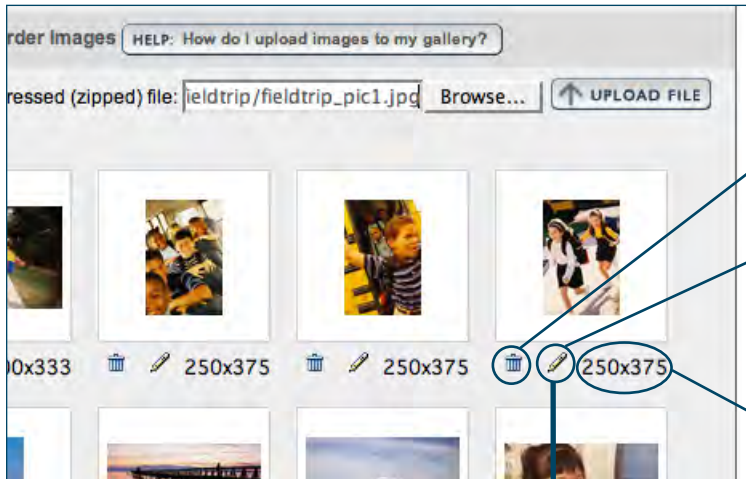 rder Images HELP: How do I upload images to my gallery?
ressed (zipped) file: ieldtrip/fieldtrip_pic1.jpg Browse... UPLOAD FILE
00x333 250x375 250x375 250x375